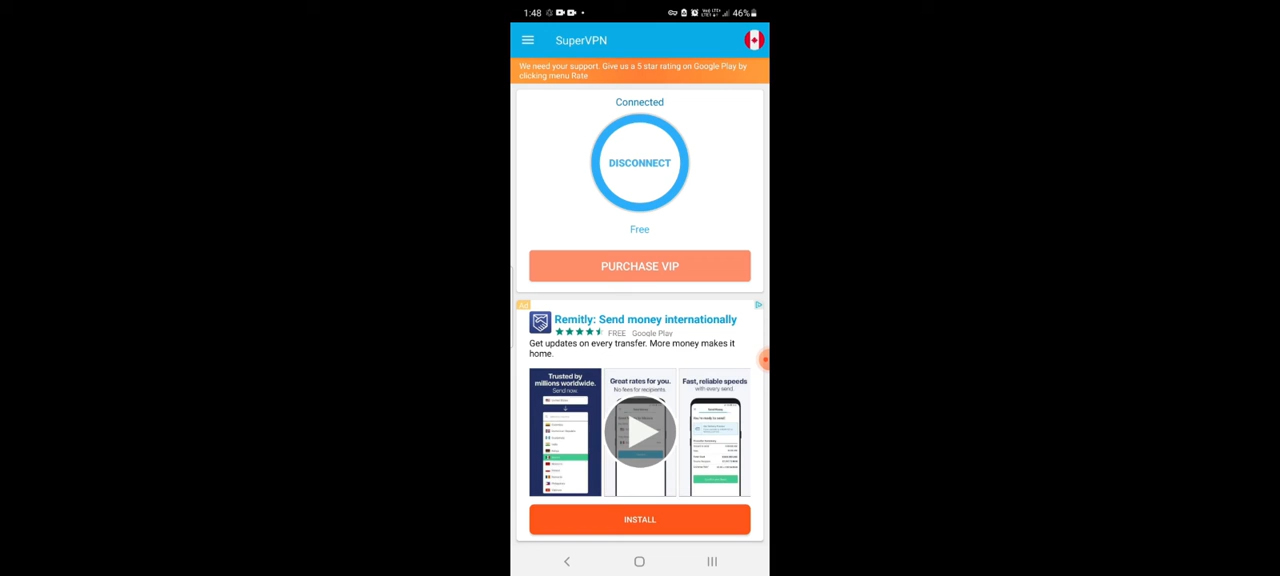 1:48
46%
SuperVPN
We need your support. Give us a 5 star rating on Google Play by
clicking menu Rate
Connected
DISCONNECT
Free
PURCHASE VIP
Ad
Remitly: Send money internationally
FREE Google Play
Get updates on every transfer. More money makes it
home.
Trusted by
millions worldwide.
Send now.
Great rates for you.
No fees for recipients.
Fast, reliable speeds
with every send.
INSTALL